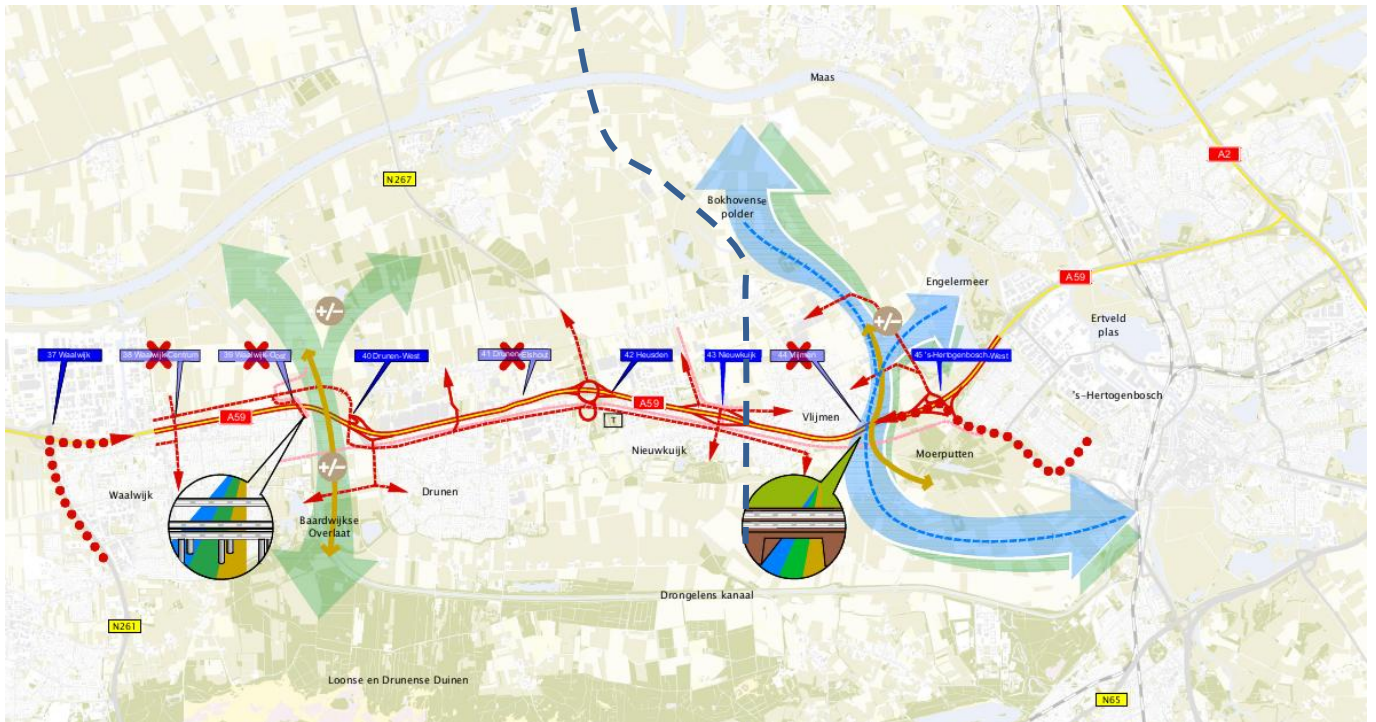 Maas
A2
N267
Bokhovense
polder
Engelermeer
A59
Ertveld
plas
37 Waalwijk
38 Waalwijk-Centrum
39 Waalwijk-Oost
40 Drunen-West
41 Drunen-Elshout
42 Heusden
43 Nieuwkuijk
44 Vlijmen
45 's-Hertogenbosch-West
+/-
+/-
's-Hertogenbosch
A59
A59
T
Vlijmen
Nieuwkuijk
Moerputten
+/-
Waalwijk
Drunen
Baardwijkse
Overlaat
Drongelens kanaal
N261
Loonse en Drunense Duinen
N65